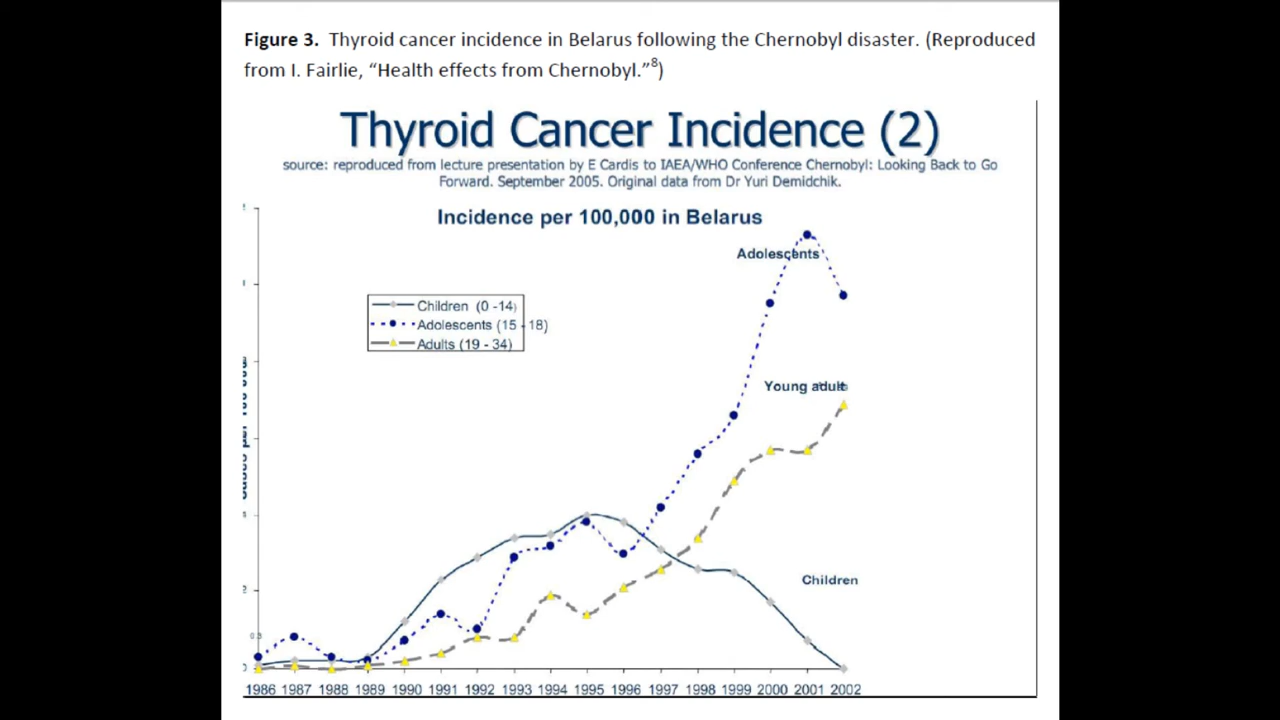 Figure 3. Thyroid cancer incidence in Belarus following the Chernobyl disaster. (Reproduced
from I. Fairlie, “Health effects from Chernobyl.”8)
Thyroid Cancer Incidence (2)
source: reproduced from lecture presentation by E Cardis to IAEA/WHO Conference Chernobyl: Looking Back to Go
Forward. September 2005. Original data from Dr Yuri Demidchik.
Incidence per 100,000 in Belarus
Adolescents
Children (0 -14)
Adolescents (15 - 18)
Adults (19 - 34)
Young adult
Children
2
0.3
0
1986 1987 1988 1989 1990 1991 1992 1993 1994 1995 1996 1997 1998 1999 2000 2001 2002